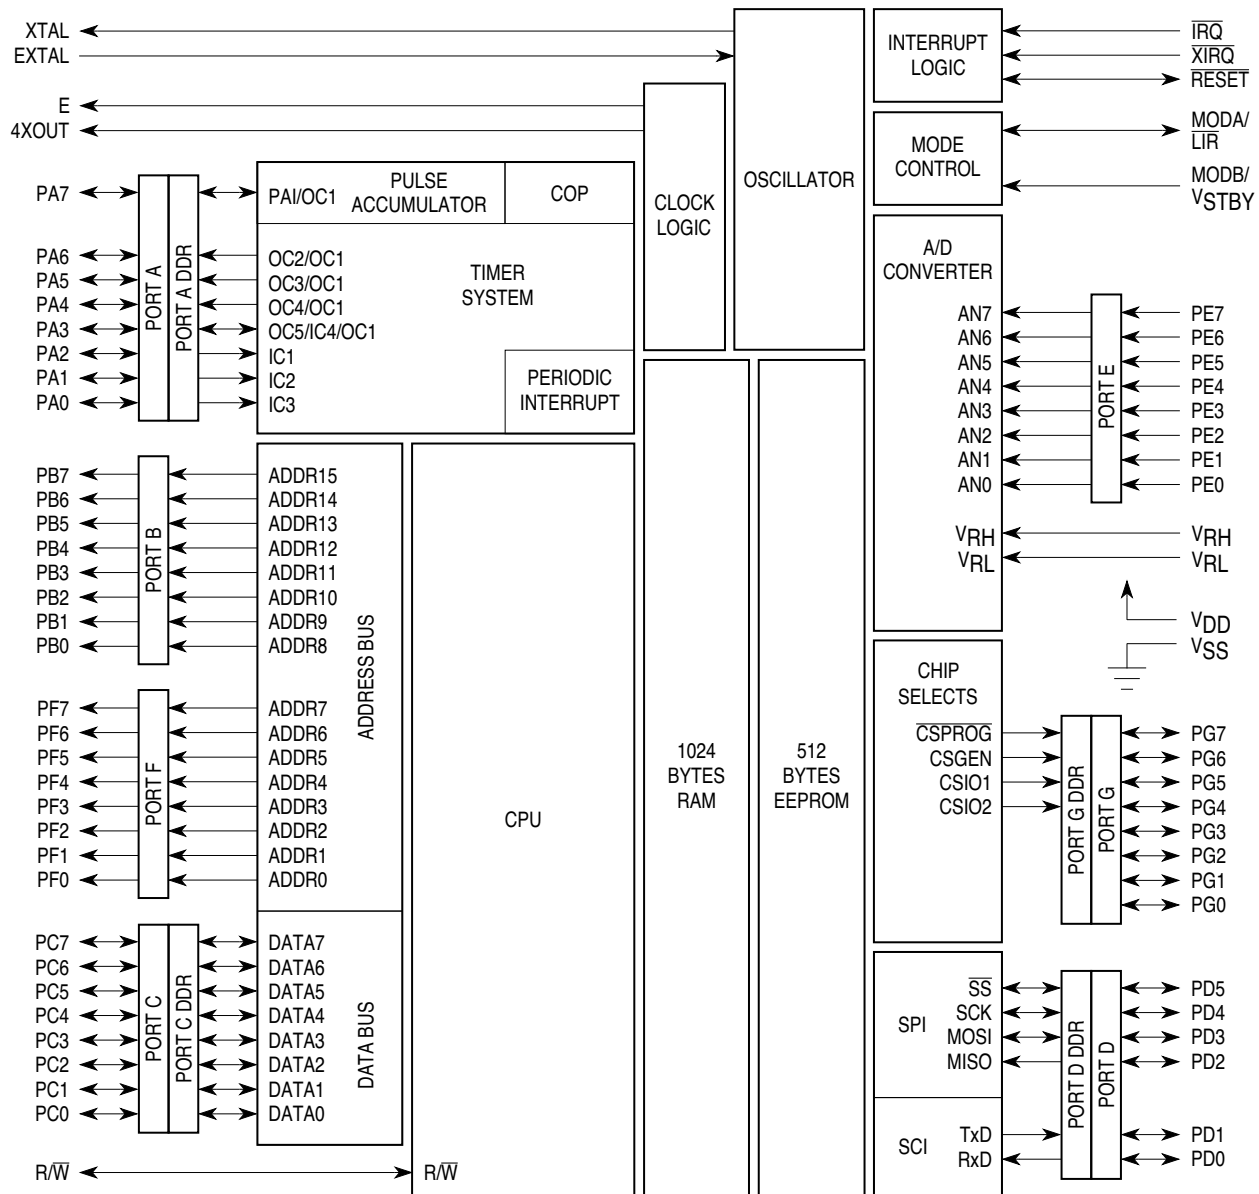 XTAL
EXTAL
E
4XOUT
PA7
PA6
PA5
PA4
PA3
PA2
PA1
PA0
PORT A
PORT A DDR
PAI/OC1
PULSE
ACCUMULATOR
COP
OC2/OC1
OC3/OC1
OC4/OC1
OC5/IC4/OC1
IC1
IC2
IC3
TIMER
SYSTEM
PERIODIC
INTERRUPT
PB7
PB6
PB5
PB4
PB3
PB2
PB1
PB0
PORT B
ADDR15
ADDR14
ADDR13
ADDR12
ADDR11
ADDR10
ADDR9
ADDR8
PF7
PF6
PF5
PF4
PF3
PF2
PF1
PF0
PORT F
ADDR7
ADDR6
ADDR5
ADDR4
ADDR3
ADDR2
ADDR1
ADDR0
ADDRESS BUS
PC7
PC6
PC5
PC4
PC3
PC2
PC1
PC0
PORT C
PORT C DDR
DATA7
DATA6
DATA5
DATA4
DATA3
DATA2
DATA1
DATA0
DATA BUS
R/W̅
R/W̅
CPU
CLOCK
LOGIC
OSCILLATOR
1024
BYTES
RAM
512
BYTES
EEPROM
INTERRUPT
LOGIC
I̅R̅Q̅
X̅I̅R̅Q̅
R̅E̅S̅E̅T̅
MODE
CONTROL
MODA/
L̅I̅R̅
MODB/
VSTBY
A/D
CONVERTER
AN7
AN6
AN5
AN4
AN3
AN2
AN1
AN0
VRH
VRL
PORT E
PE7
PE6
PE5
PE4
PE3
PE2
PE1
PE0
VRH
VRL
VDD
VSS
CHIP
SELECTS
C̅S̅P̅R̅O̅G̅
CSGEN
CSIO1
CSIO2
PORT G DDR
PORT G
PG7
PG6
PG5
PG4
PG3
PG2
PG1
PG0
SPI
S̅S̅
SCK
MOSI
MISO
SCI
TxD
RxD
PORT D DDR
PORT D
PD5
PD4
PD3
PD2
PD1
PD0